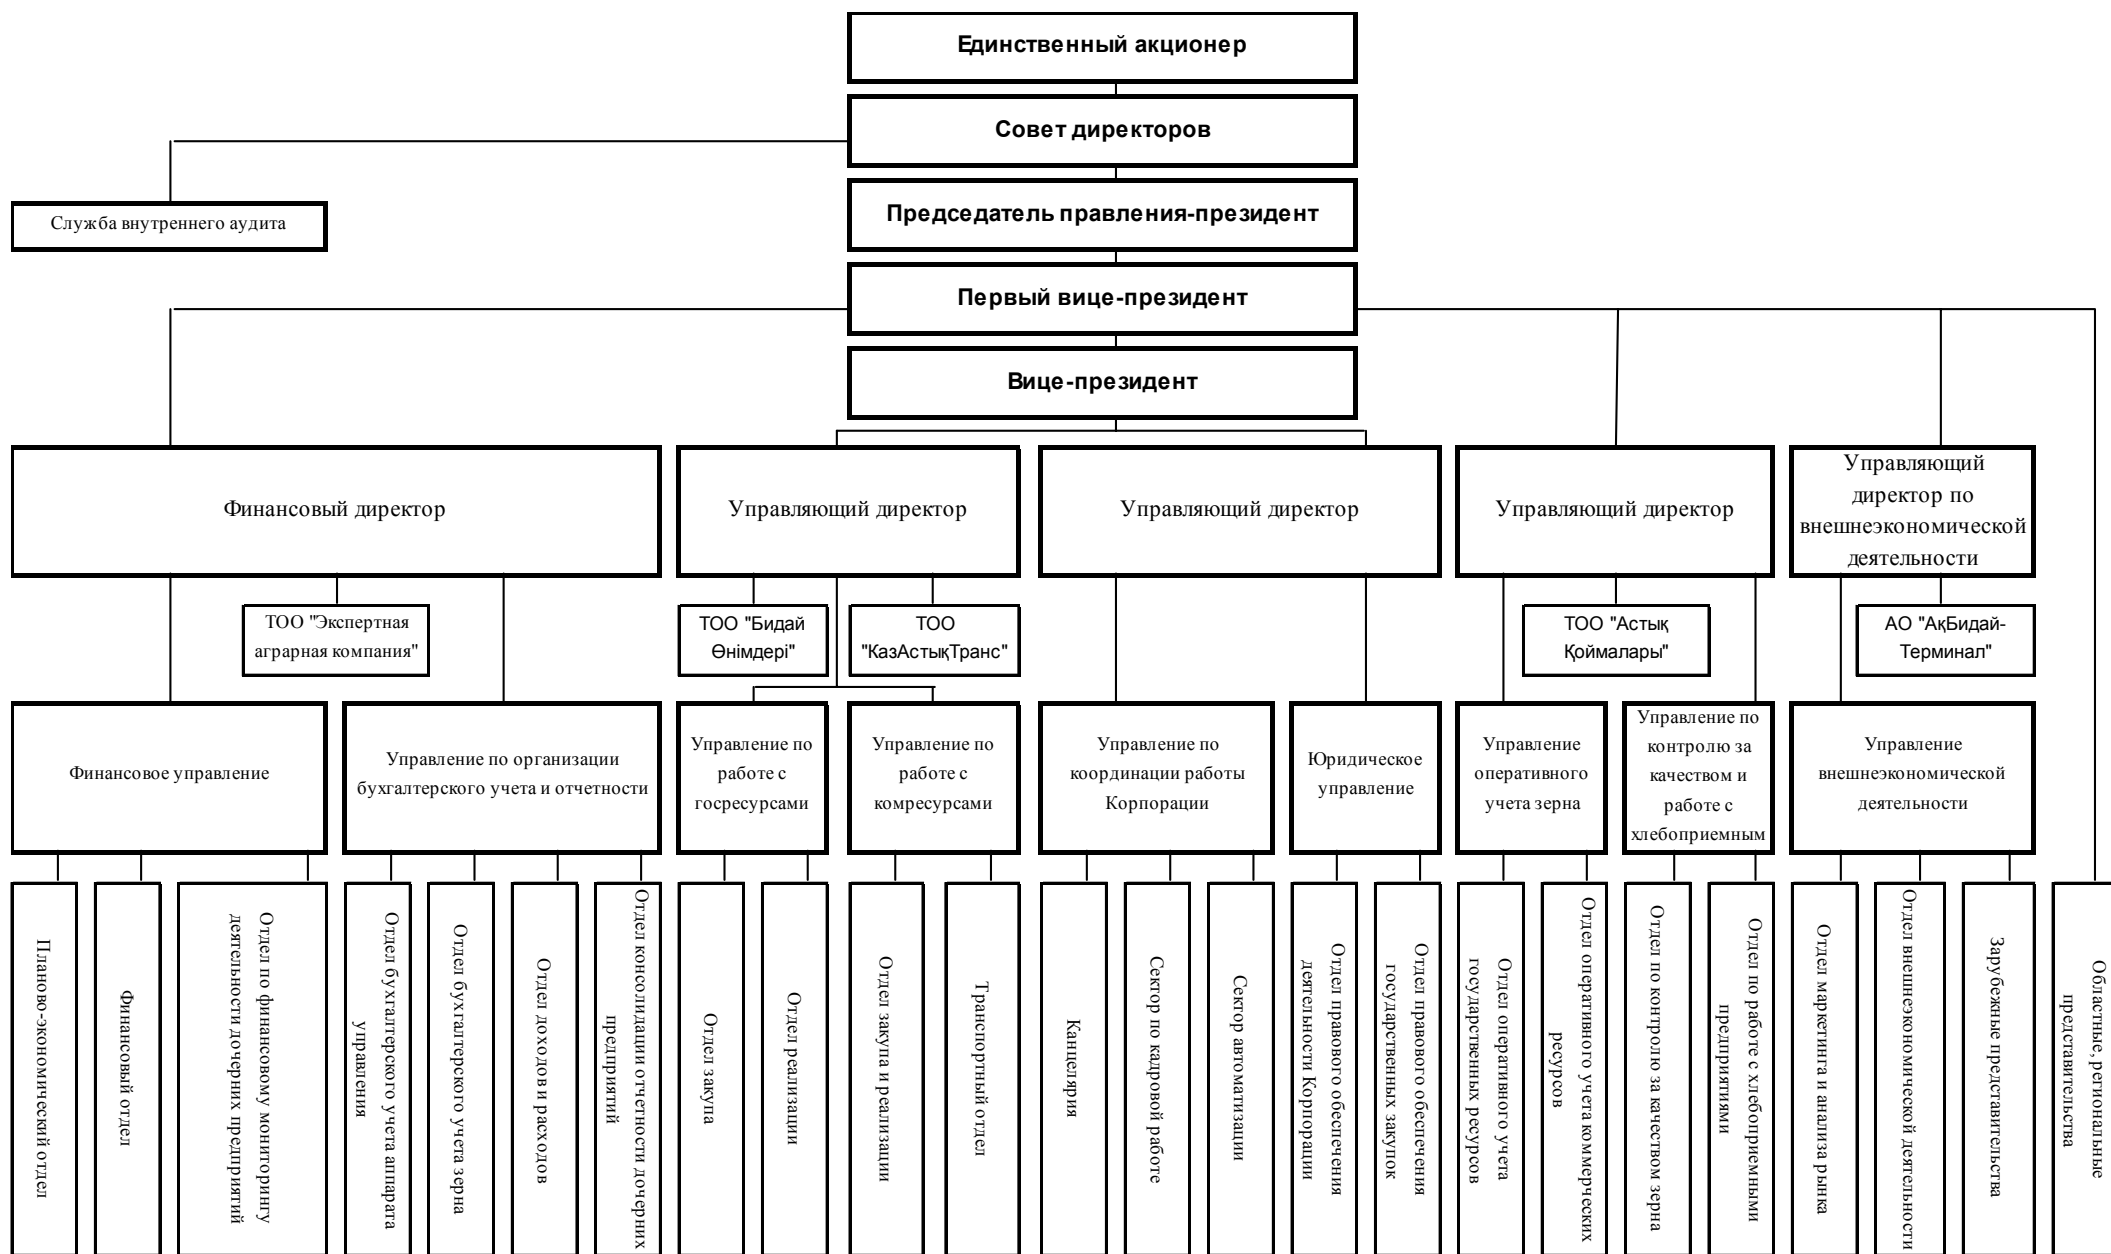 Единственный акционер
Совет директоров
Служба внутреннего аудита
Председатель правления-президент
Первый вице-президент
Вице-президент
Финансовый директор
Управляющий директор
Управляющий директор
Управляющий директор
Управляющий
директор по
внешнеэкономической
деятельности
ТОО "Экспертная
аграрная компания"
ТОО "Бидай
Өнімдері"
ТОО
"КазАстықТранс"
ТОО "Астық
Қоймалары"
АО "АқБидай-
Терминал"
Финансовое управление
Управление по организации
бухгалтерского учета и отчетности
Управление по
работе с
госресурсами
Управление по
работе с
комресурсами
Управление по
координации работы
Корпорации
Юридическое
управление
Управление
оперативного
учета зерна
Управление по
контролю за
качеством и
работе с
хлебоприемным
Управление
внешнеэкономической
деятельности
Планово-экономический отдел
Финансовый отдел
Отдел по финансовому мониторингу
деятельности дочерних предприятий
Отдел бухгалтерского учета аппарата
управления
Отдел бухгалтерского учета зерна
Отдел доходов и расходов
Отдел консолидации отчетности дочерних
предприятий
Отдел закупа
Отдел реализации
Отдел закупа и реализации
Транспортный отдел
Канцелярия
Сектор по кадровой работе
Сектор автоматизации
Отдел правового обеспечения
деятельности Корпорации
Отдел правового обеспечения
государственных закупок
Отдел оперативного учета
государственных ресурсов
Отдел оперативного учета коммерческих
ресурсов
Отдел по контролю за качеством зерна
Отдел по работе с хлебоприемными
предприятиями
Отдел маркетинга и анализа рынка
Отдел внешнеэкономической деятельности
Зарубежные представительства
Областные, региональные
представительства